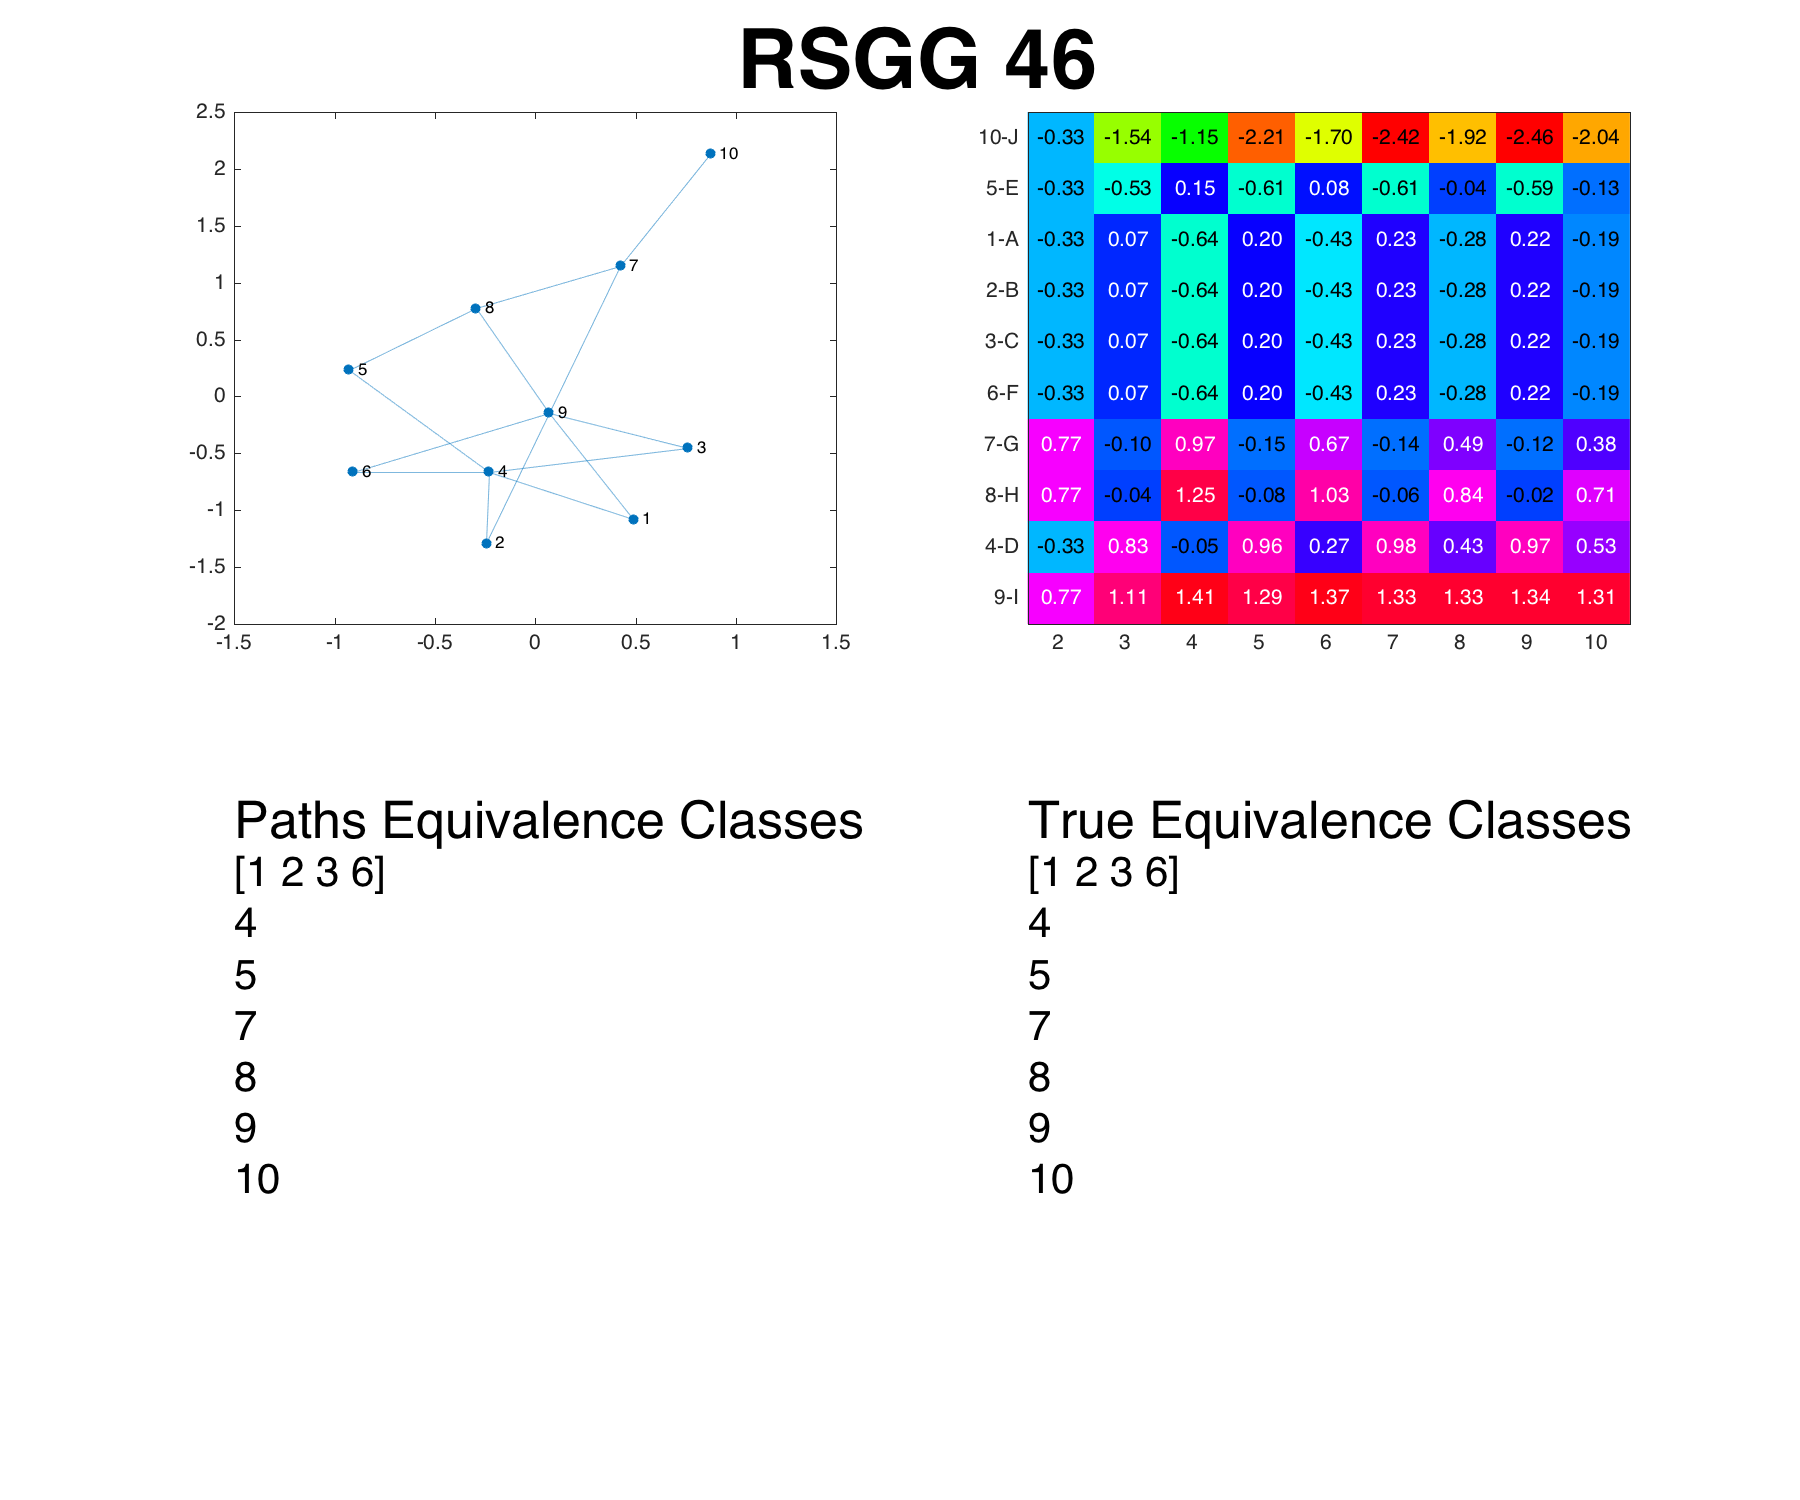 RSGG 46
2.5
2
1.5
1
0.5
0
-0.5
-1
-1.5
-2
-1.5 -1 -0.5 0 0.5 1 1.5
10
7
8
5
9
3
6
4
1
2
10-J -0.33 -1.54 -1.15 -2.21 -1.70 -2.42 -1.92 -2.46 -2.04
5-E -0.33 -0.53 0.15 -0.61 0.08 -0.61 -0.04 -0.59 -0.13
1-A -0.33 0.07 -0.64 0.20 -0.43 0.23 -0.28 0.22 -0.19
2-B -0.33 0.07 -0.64 0.20 -0.43 0.23 -0.28 0.22 -0.19
3-C -0.33 0.07 -0.64 0.20 -0.43 0.23 -0.28 0.22 -0.19
6-F -0.33 0.07 -0.64 0.20 -0.43 0.23 -0.28 0.22 -0.19
7-G 0.77 -0.10 0.97 -0.15 0.67 -0.14 0.49 -0.12 0.38
8-H 0.77 -0.04 1.25 -0.08 1.03 -0.06 0.84 -0.02 0.71
4-D -0.33 0.83 -0.05 0.96 0.27 0.98 0.43 0.97 0.53
9-I 0.77 1.11 1.41 1.29 1.37 1.33 1.33 1.34 1.31
2 3 4 5 6 7 8 9 10
Paths Equivalence Classes
[1 2 3 6]
4
5
7
8
9
10
True Equivalence Classes
[1 2 3 6]
4
5
7
8
9
10